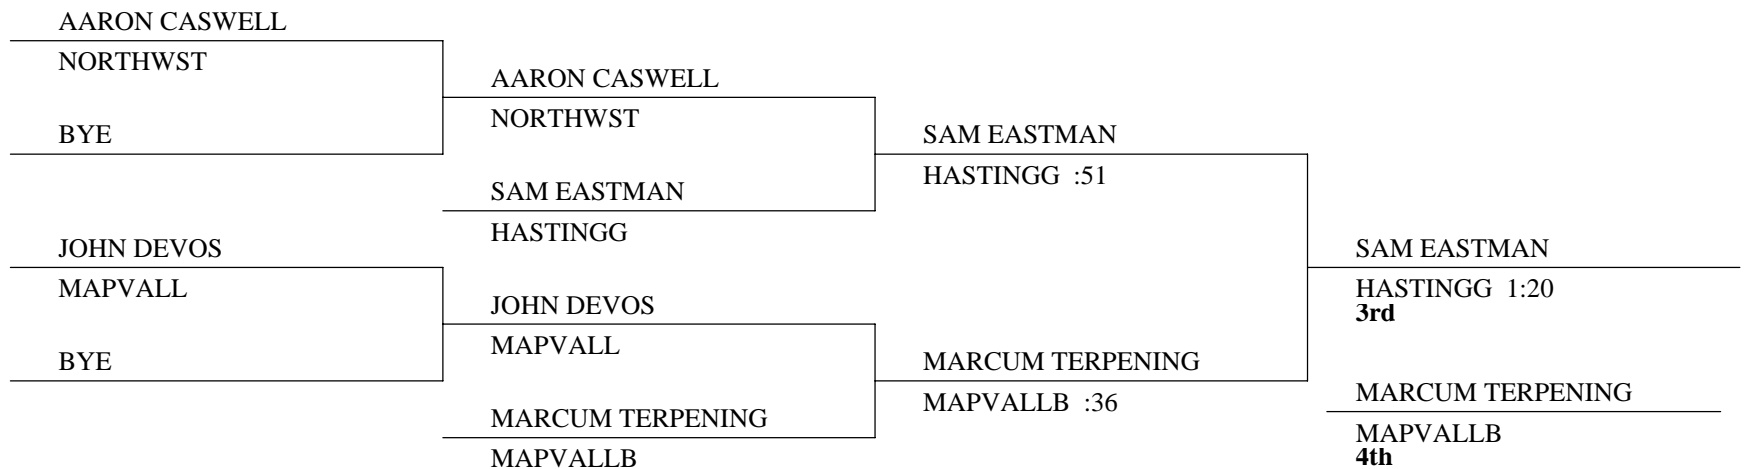 AARON CASWELL
NORTHWST
BYE
JOHN DEVOS
MAPVALL
BYE
AARON CASWELL
NORTHWST
SAM EASTMAN
HASTINGG
JOHN DEVOS
MAPVALL
MARCUM TERPENING
MAPVALLB
SAM EASTMAN
HASTINGG :51
MARCUM TERPENING
MAPVALLB :36
SAM EASTMAN
HASTINGG 1:20
3rd
MARCUM TERPENING
MAPVALLB
4th